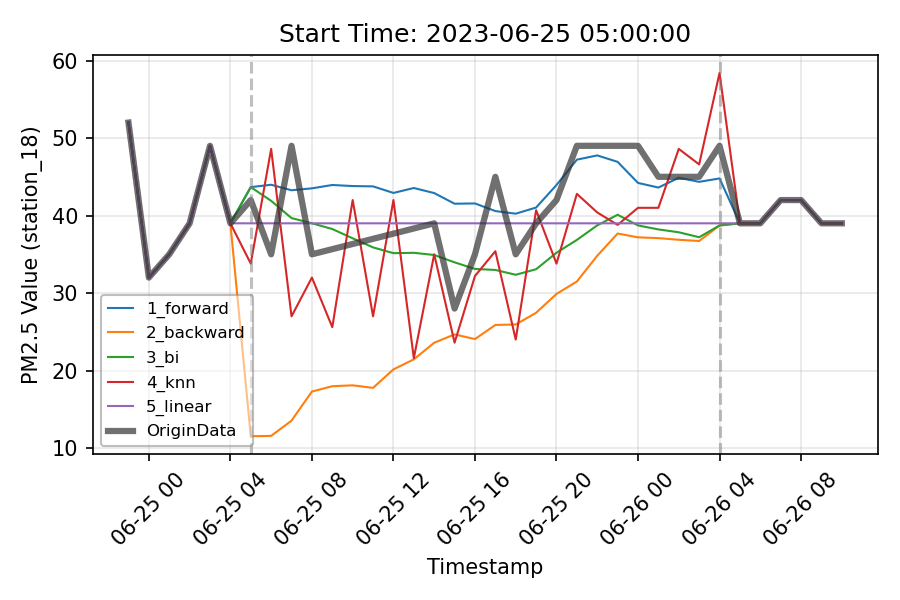 Start Time: 2023-06-25 05:00:00
PM2.5 Value (station_18)
60
50
40
30
20
10
1_forward
2_backward
3_bi
4_knn
5_linear
OriginData
06-25 00
06-25 04
06-25 08
06-25 12
06-25 16
06-25 20
06-26 00
06-26 04
06-26 08
Timestamp